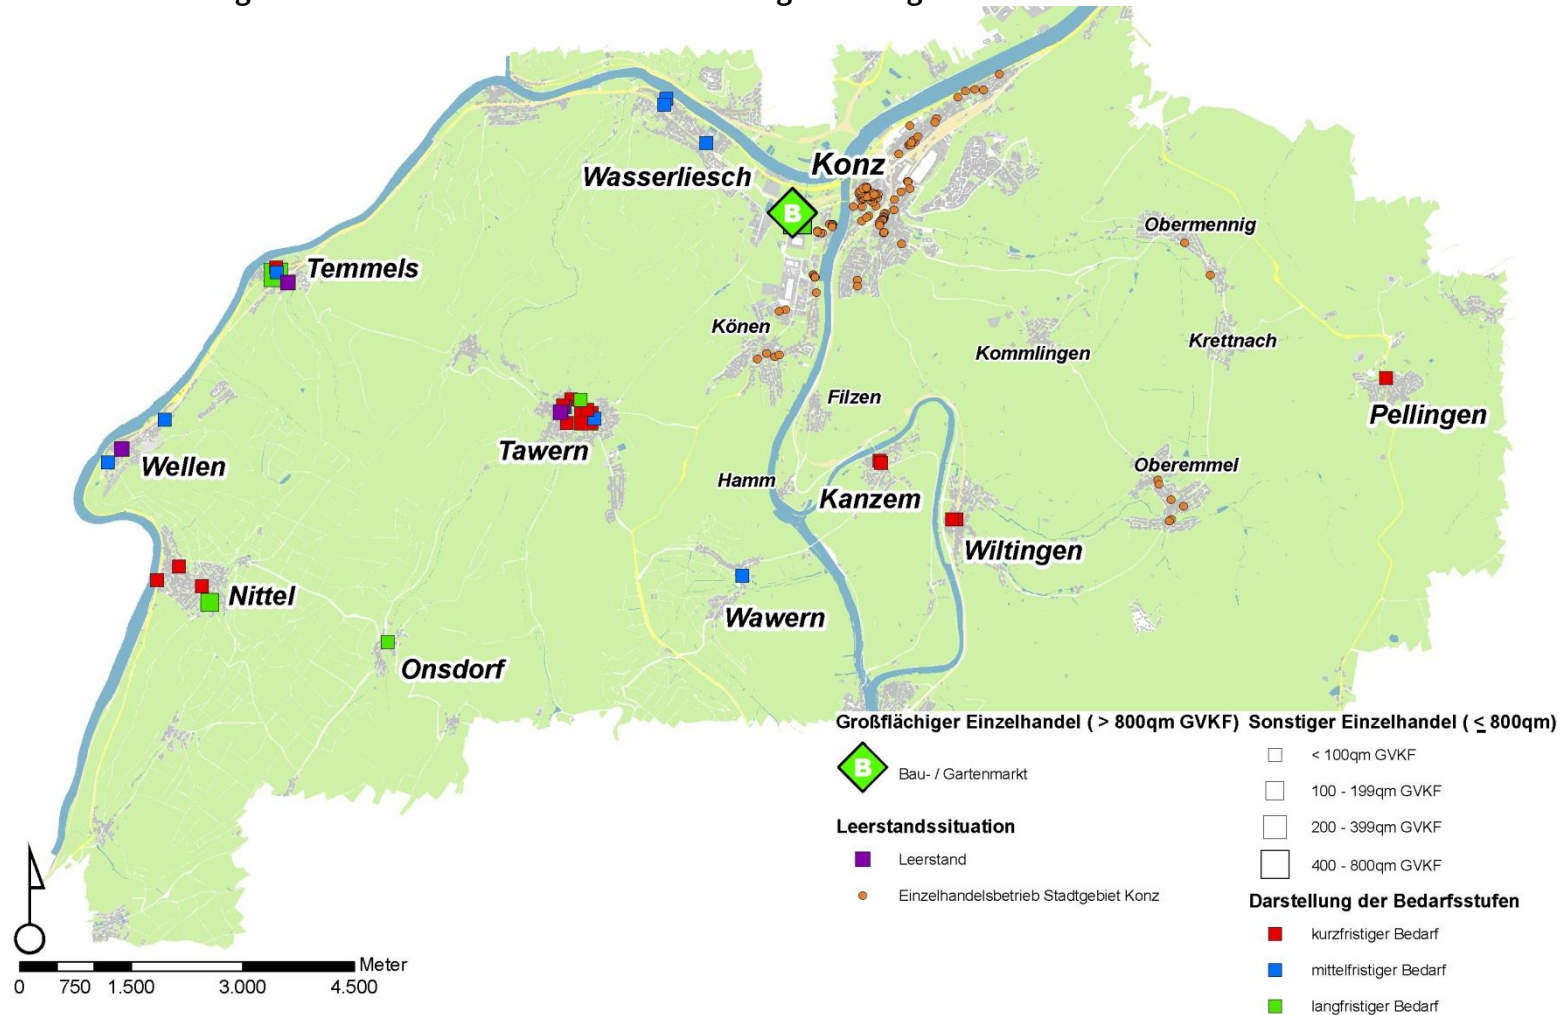 Konz
Wasserliesch
B
Obermennig
Temmels
Könen
Krettnach
Kommlingen
Filzen
Pellingen
Tawern
Wellen
Oberemmel
Hamm
Kanzem
Wiltingen
Nittel
Wawern
Onsdorf
Großflächiger Einzelhandel ( > 800qm GVKF)
B Bau- / Gartenmarkt
Leerstandssituation
Leerstand
Einzelhandelsbetrieb Stadtgebiet Konz
Sonstiger Einzelhandel ( ≤ 800qm)
< 100qm GVKF
100 - 199qm GVKF
200 - 399qm GVKF
400 - 800qm GVKF
Darstellung der Bedarfsstufen
kurzfristiger Bedarf
mittelfristiger Bedarf
langfristiger Bedarf
Meter
0 750 1.500 3.000 4.500